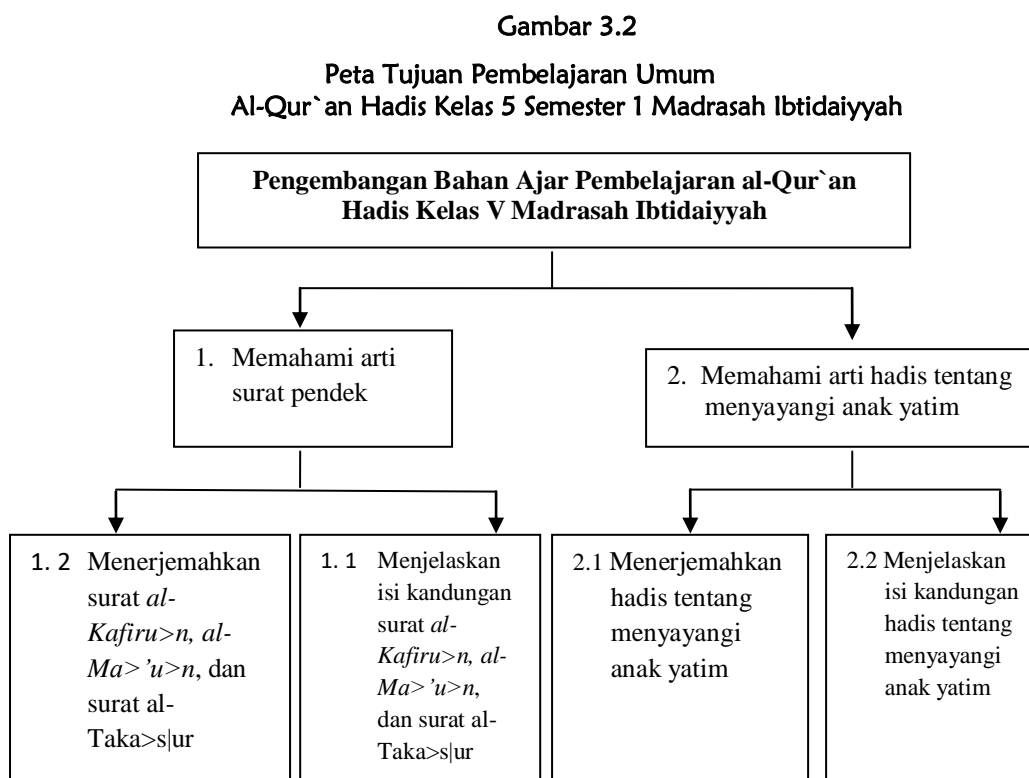 Gambar 3.2
Peta Tujuan Pembelajaran Umum
Al-Qur`an Hadis Kelas 5 Semester 1 Madrasah Ibtidaiyyah
Pengembangan Bahan Ajar Pembelajaran al-Qur`an
Hadis Kelas V Madrasah Ibtidaiyyah
1. Memahami arti
surat pendek
2. Memahami arti hadis tentang
menyayangi anak yatim
1. 2 Menerjemahkan
surat al-
Kafiru>n, al-
Ma>’u>n, dan
surat al-
Taka>s|ur
1. 1 Menjelaskan
isi kandungan
surat al-
Kafiru>n, al-
Ma>’u>n,
dan surat al-
Taka>s|ur
2.1 Menerjemahkan
hadis tentang
menyayangi
anak yatim
2.2 Menjelaskan
isi kandungan
hadis tentang
menyayangi
anak yatim